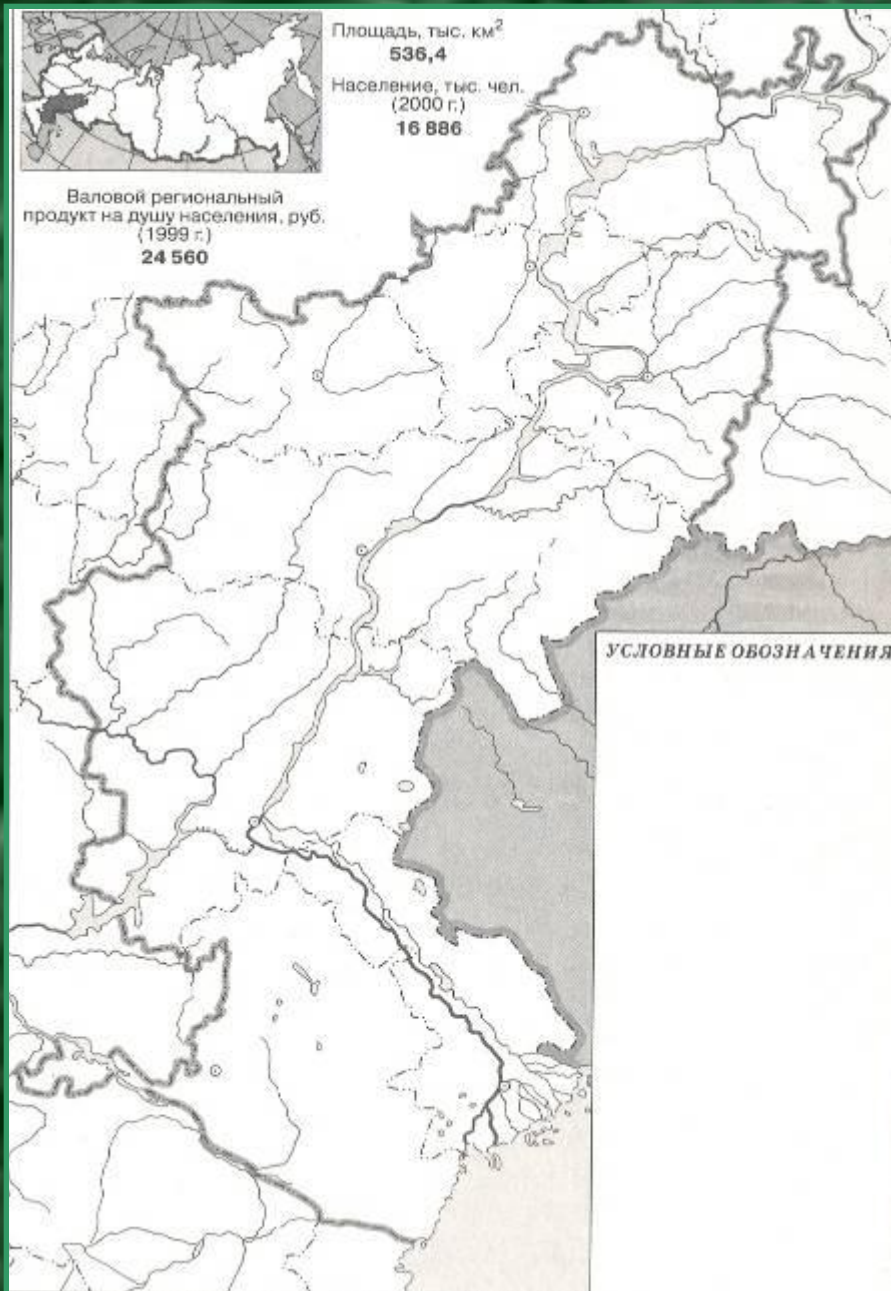 Площадь, тыс. км²
536,4
Население, тыс. чел.
(2000 г.)
16 886
Валовой региональный
продукт на душу населения, руб.
(1999 г.)
24 560
УСЛОВНЫЕ ОБОЗНАЧЕНИЯ